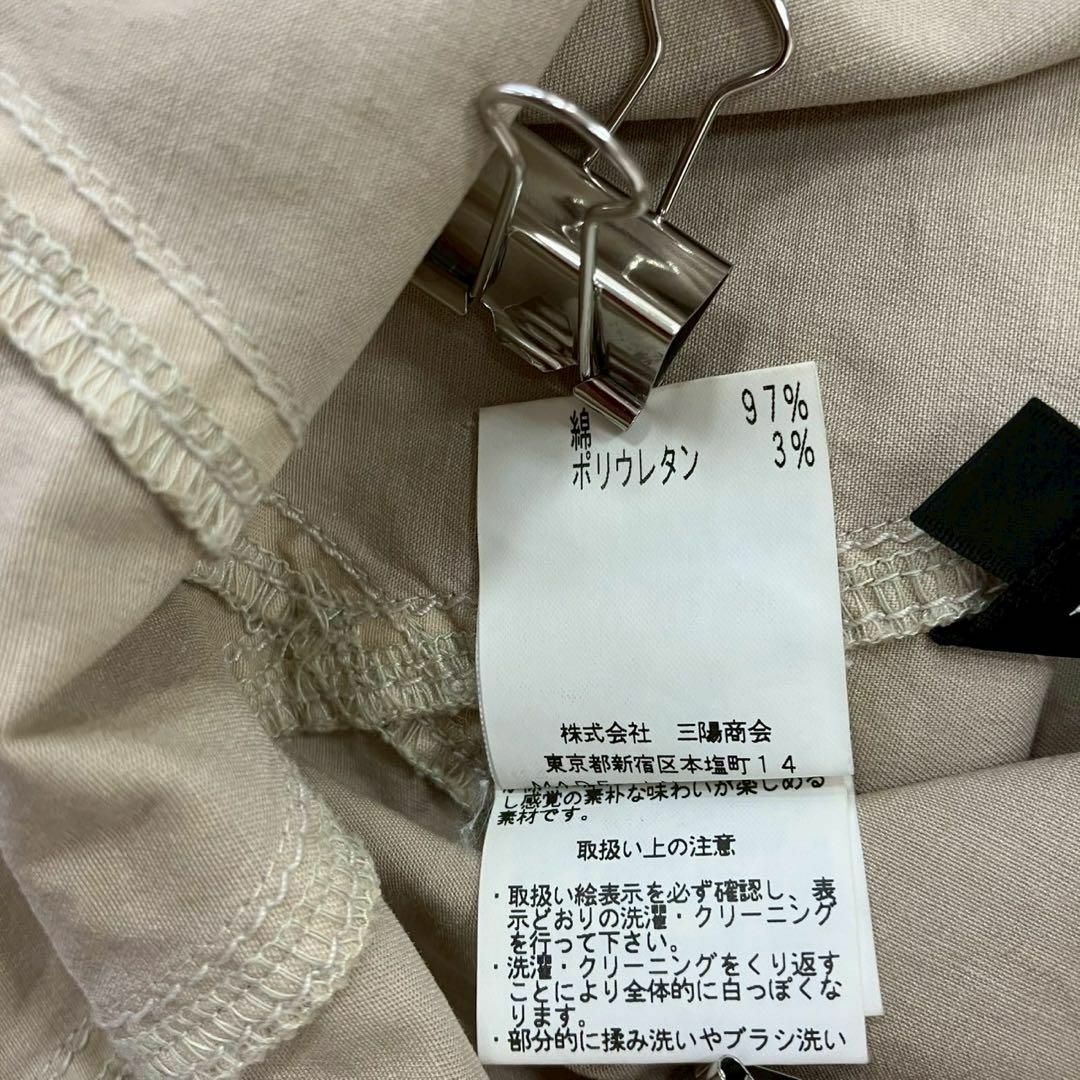 綿 97%
ポリウレタン 3%
株式会社 三陽商会
東京都新宿区本塩町14
し感覚の素朴な味わいが楽しめる
素材です。
取扱い上の注意
・取扱い絵表示を必ず確認し、表
示どおりの洗濯・クリーニング
を行って下さい。
・洗濯・クリーニングをくり返す
ことにより全体的に白っぽくな
ります。
・部分的に揉み洗いやブラシ洗い